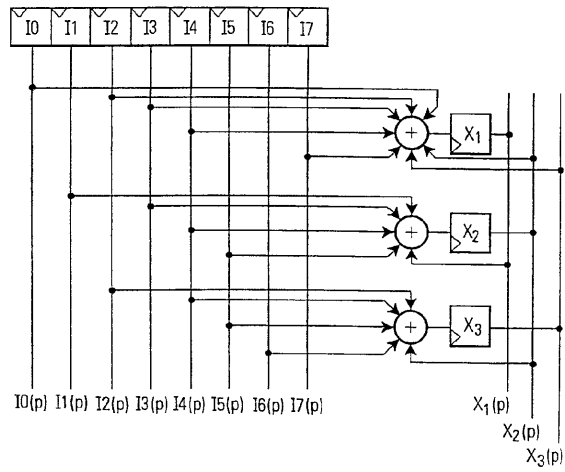 I0 I1 I2 I3 I4 I5 I6 I7
+ X₁
+ X₂
+ X₃
I0(p) I1(p) I2(p) I3(p) I4(p) I5(p) I6(p) I7(p) X₁(p)
X₂(p)
X₃(p)